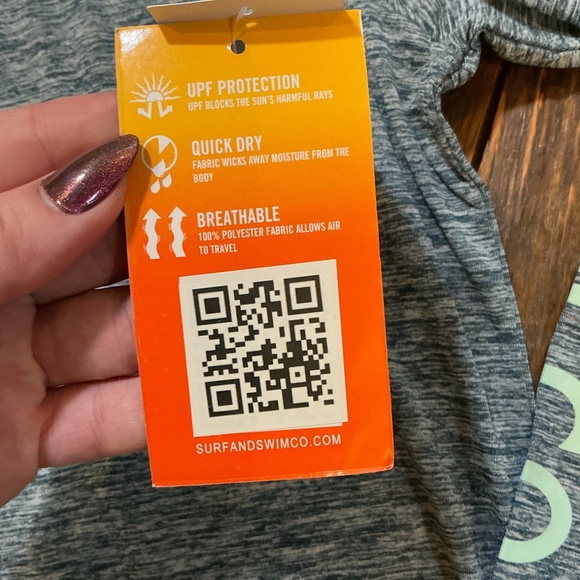 UPF PROTECTION
UPF BLOCKS THE SUN'S HARMFUL RAYS
QUICK DRY
FABRIC WICKS AWAY MOISTURE FROM THE
BODY
BREATHABLE
100% POLYESTER FABRIC ALLOWS AIR
TO TRAVEL
SURFANDSWIMCO.COM